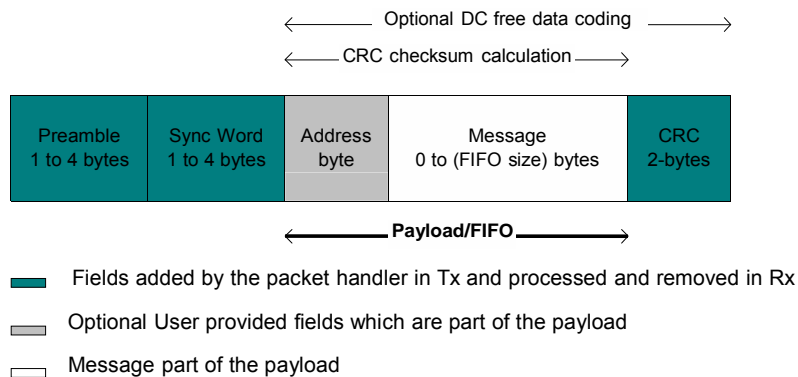 Optional DC free data coding
CRC checksum calculation
Preamble
1 to 4 bytes
Sync Word
1 to 4 bytes
Address
byte
Message
0 to (FIFO size) bytes
CRC
2-bytes
Payload/FIFO
Fields added by the packet handler in Tx and processed and removed in Rx
Optional User provided fields which are part of the payload
Message part of the payload